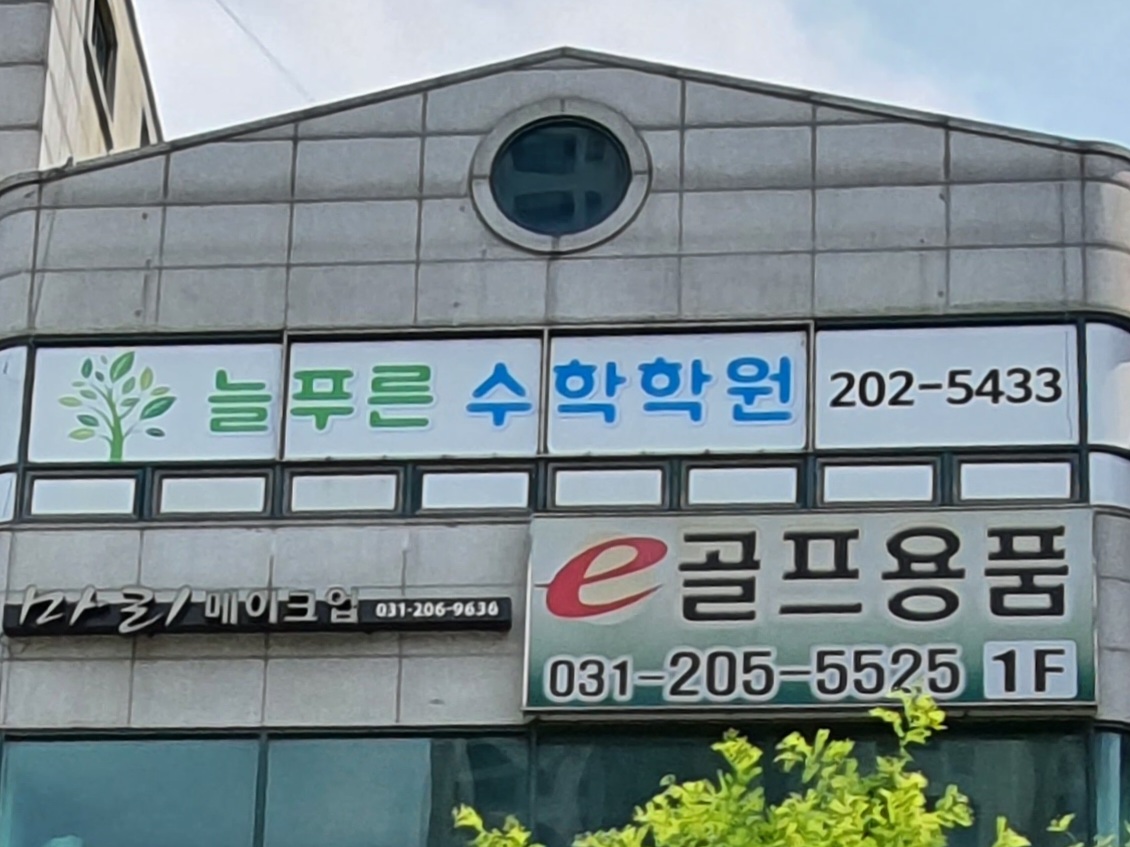 늘푸른 수학학원 202-5433
마리 메이크업 031-206-9636
e 골프용품
031-205-5525 1F